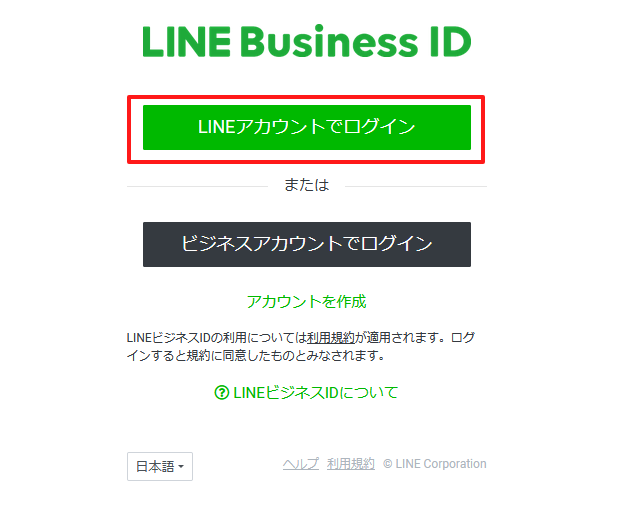 LINE Business ID
LINEアカウントでログイン
または
ビジネスアカウントでログイン
アカウントを作成
LINEビジネスIDの利用については利用規約が適用されます。ログ
インすると規約に同意したものとみなされます。
? LINEビジネスIDについて
日本語
ヘルプ 利用規約 © LINE Corporation